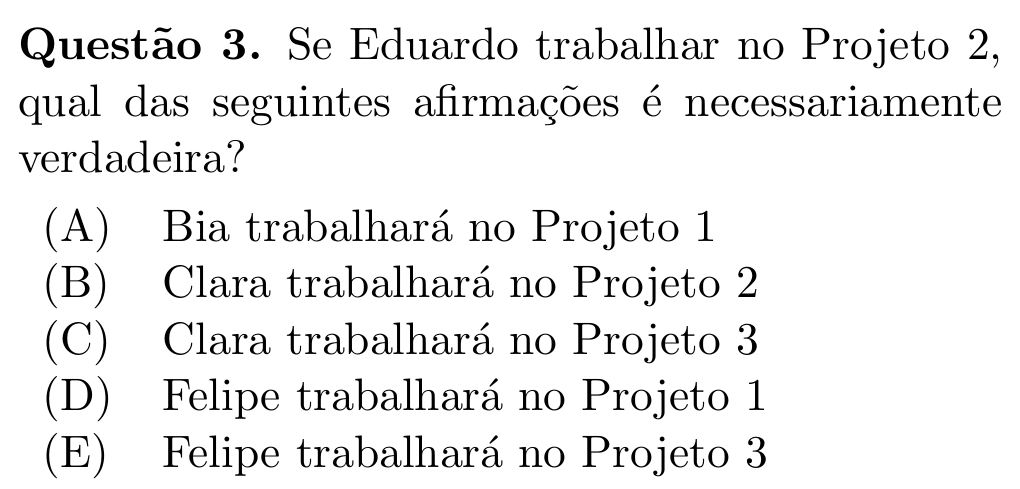 Questão 3. Se Eduardo trabalhar no Projeto 2,
qual das seguintes afirmações é necessariamente
verdadeira?
(A) Bia trabalhará no Projeto 1
(B) Clara trabalhará no Projeto 2
(C) Clara trabalhará no Projeto 3
(D) Felipe trabalhará no Projeto 1
(E) Felipe trabalhará no Projeto 3